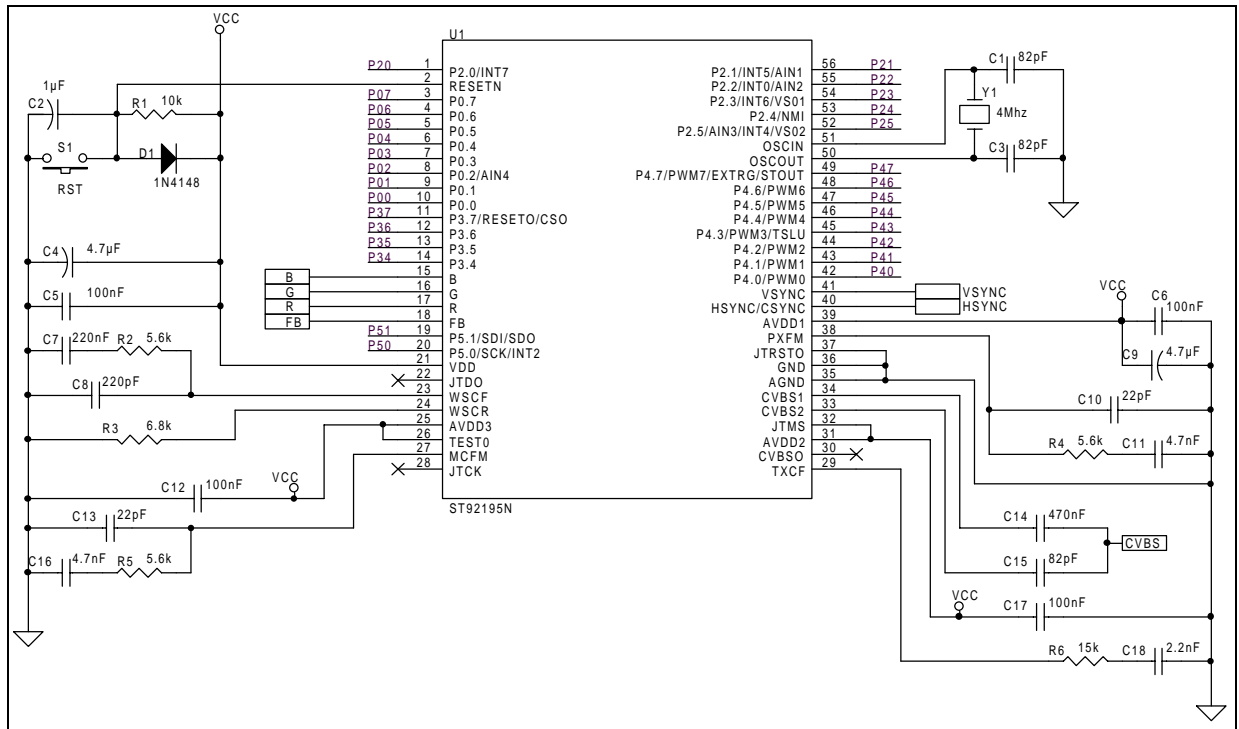 VCC
U1
P20 1 P2.0/INT7 P2.1/INT5/AIN1 56 P21
2 RESETN P2.2/INT0/AIN2 55 P22
P07 3 P0.7 P2.3/INT6/VS01 54 P23
P06 4 P0.6 P2.4/NMI 53 P24
P05 5 P0.5 P2.5/AIN3/INT4/VS02 52 P25
P04 6 P0.4 OSCIN 51
P03 7 P0.3 OSCOUT 50
P02 8 P0.2/AIN4 P4.7/PWM7/EXTRG/STOUT 49 P47
P01 9 P0.1 P4.6/PWM6 48 P46
P00 10 P0.0 P4.5/PWM5 47 P45
P37 11 P3.7/RESETO/CSO P4.4/PWM4 46 P44
P36 12 P3.6 P4.3/PWM3/TSLU 45 P43
P35 13 P3.5 P4.2/PWM2 44 P42
P34 14 P3.4 P4.1/PWM1 43 P41
B 15 B P4.0/PWM0 42 P40
G 16 G VSYNC 41 VSYNC
R 17 R HSYNC/CSYNC 40 HSYNC
FB 18 FB AVDD1 39
P51 19 P5.1/SDI/SDO PXFM 38
P50 20 P5.0/SCK/INT2 JTRSTO 37
21 VDD GND 36
22 JTDO AGND 35
23 WSCF CVBS1 34
24 WSCR CVBS2 33
25 AVDD3 JTMS 32
26 TEST0 AVDD2 31
27 MCFM CVBSO 30
28 JTCK TXCF 29
ST92195N
1µF
C2
R1 10k
S1
RST
D1
1N4148
C4 4.7µF
C5 100nF
C7 220nF R2 5.6k
C8 220pF
R3 6.8k
C12 100nF VCC
C13 22pF
C16 4.7nF R5 5.6k
C1 82pF
Y1
4Mhz
C3 82pF
VCC C6
100nF
C9 4.7µF
C10 22pF
R4 5.6k C11 4.7nF
C14 470nF
CVBS
C15 82pF
VCC C17 100nF
R6 15k C18 2.2nF